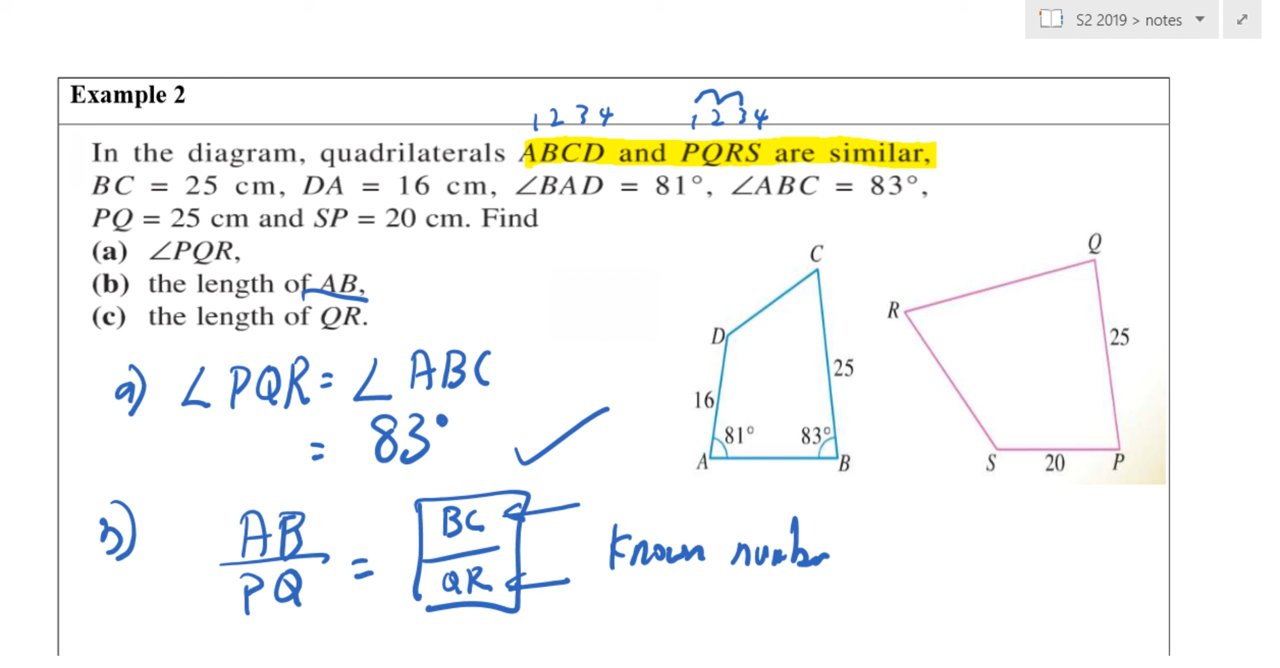 S2 2019 > notes
Example 2
1 2 3 4 1 2 3 4
In the diagram, quadrilaterals ABCD and PQRS are similar,
BC = 25 cm, DA = 16 cm, ∠BAD = 81°, ∠ABC = 83°,
PQ = 25 cm and SP = 20 cm. Find
(a) ∠PQR,
(b) the length of AB,
(c) the length of QR.
C
D
25
16
81° 83°
A B
Q
R
25
S 20 P
a) ∠PQR = ∠ABC
= 83°
b) AB/PQ = BC/QR Known number